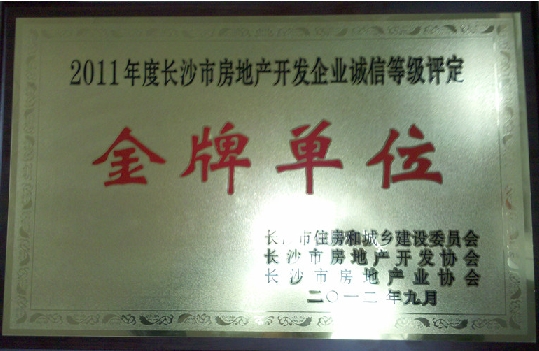 2011年度长沙市房地产开发企业诚信等级评定
金牌单位
长沙市住房和城乡建设委员会
长沙市房地产开发协会
长沙市房地产业协会
二〇一二年九月